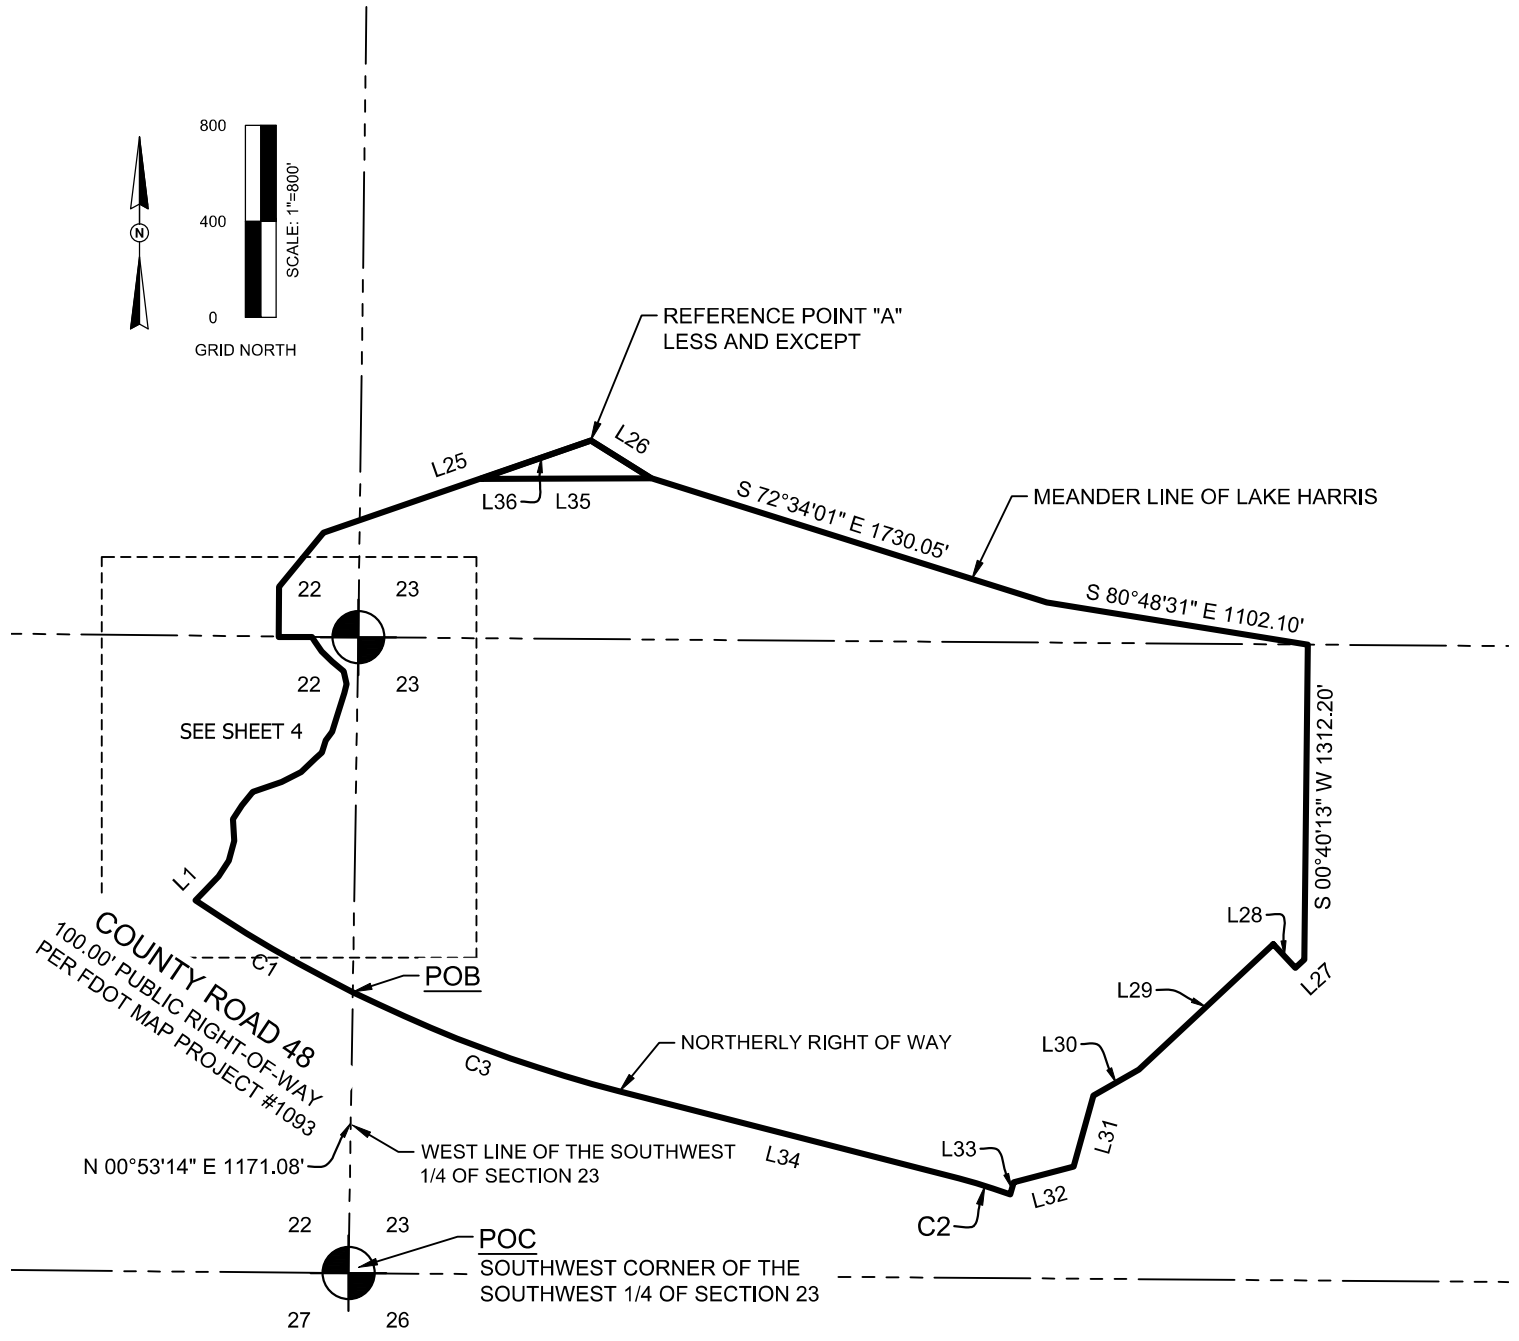 800
400
0
SCALE: 1"=800'
N
GRID NORTH
REFERENCE POINT "A"
LESS AND EXCEPT
L26
L25
L36
L35
S 72°34'01" E 1730.05'
MEANDER LINE OF LAKE HARRIS
S 80°48'31" E 1102.10'
22
23
22
23
SEE SHEET 4
S 00°40'13" W 1312.20'
L1
L28
L27
L29
COUNTY ROAD 48
100.00' PUBLIC RIGHT-OF-WAY
PER FDOT MAP PROJECT #1093
C1
POB
NORTHERLY RIGHT OF WAY
L30
C3
L31
N 00°53'14" E 1171.08'
WEST LINE OF THE SOUTHWEST
1/4 OF SECTION 23
L34
L33
L32
C2
22
23
POC
SOUTHWEST CORNER OF THE
SOUTHWEST 1/4 OF SECTION 23
27
26